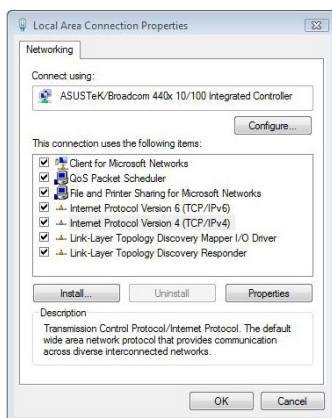 Local Area Connection Properties
Networking
Connect using:
ASUSTeK/Broadcom 440x 10/100 Integrated Controller
Configure...
This connection uses the following items:
Client for Microsoft Networks
QoS Packet Scheduler
File and Printer Sharing for Microsoft Networks
Internet Protocol Version 6 (TCP/IPv6)
Internet Protocol Version 4 (TCP/IPv4)
Link-Layer Topology Discovery Mapper I/O Driver
Link-Layer Topology Discovery Responder
Install... Uninstall Properties
Description
Transmission Control Protocol/Internet Protocol. The default
wide area network protocol that provides communication
across diverse interconnected networks.
OK Cancel